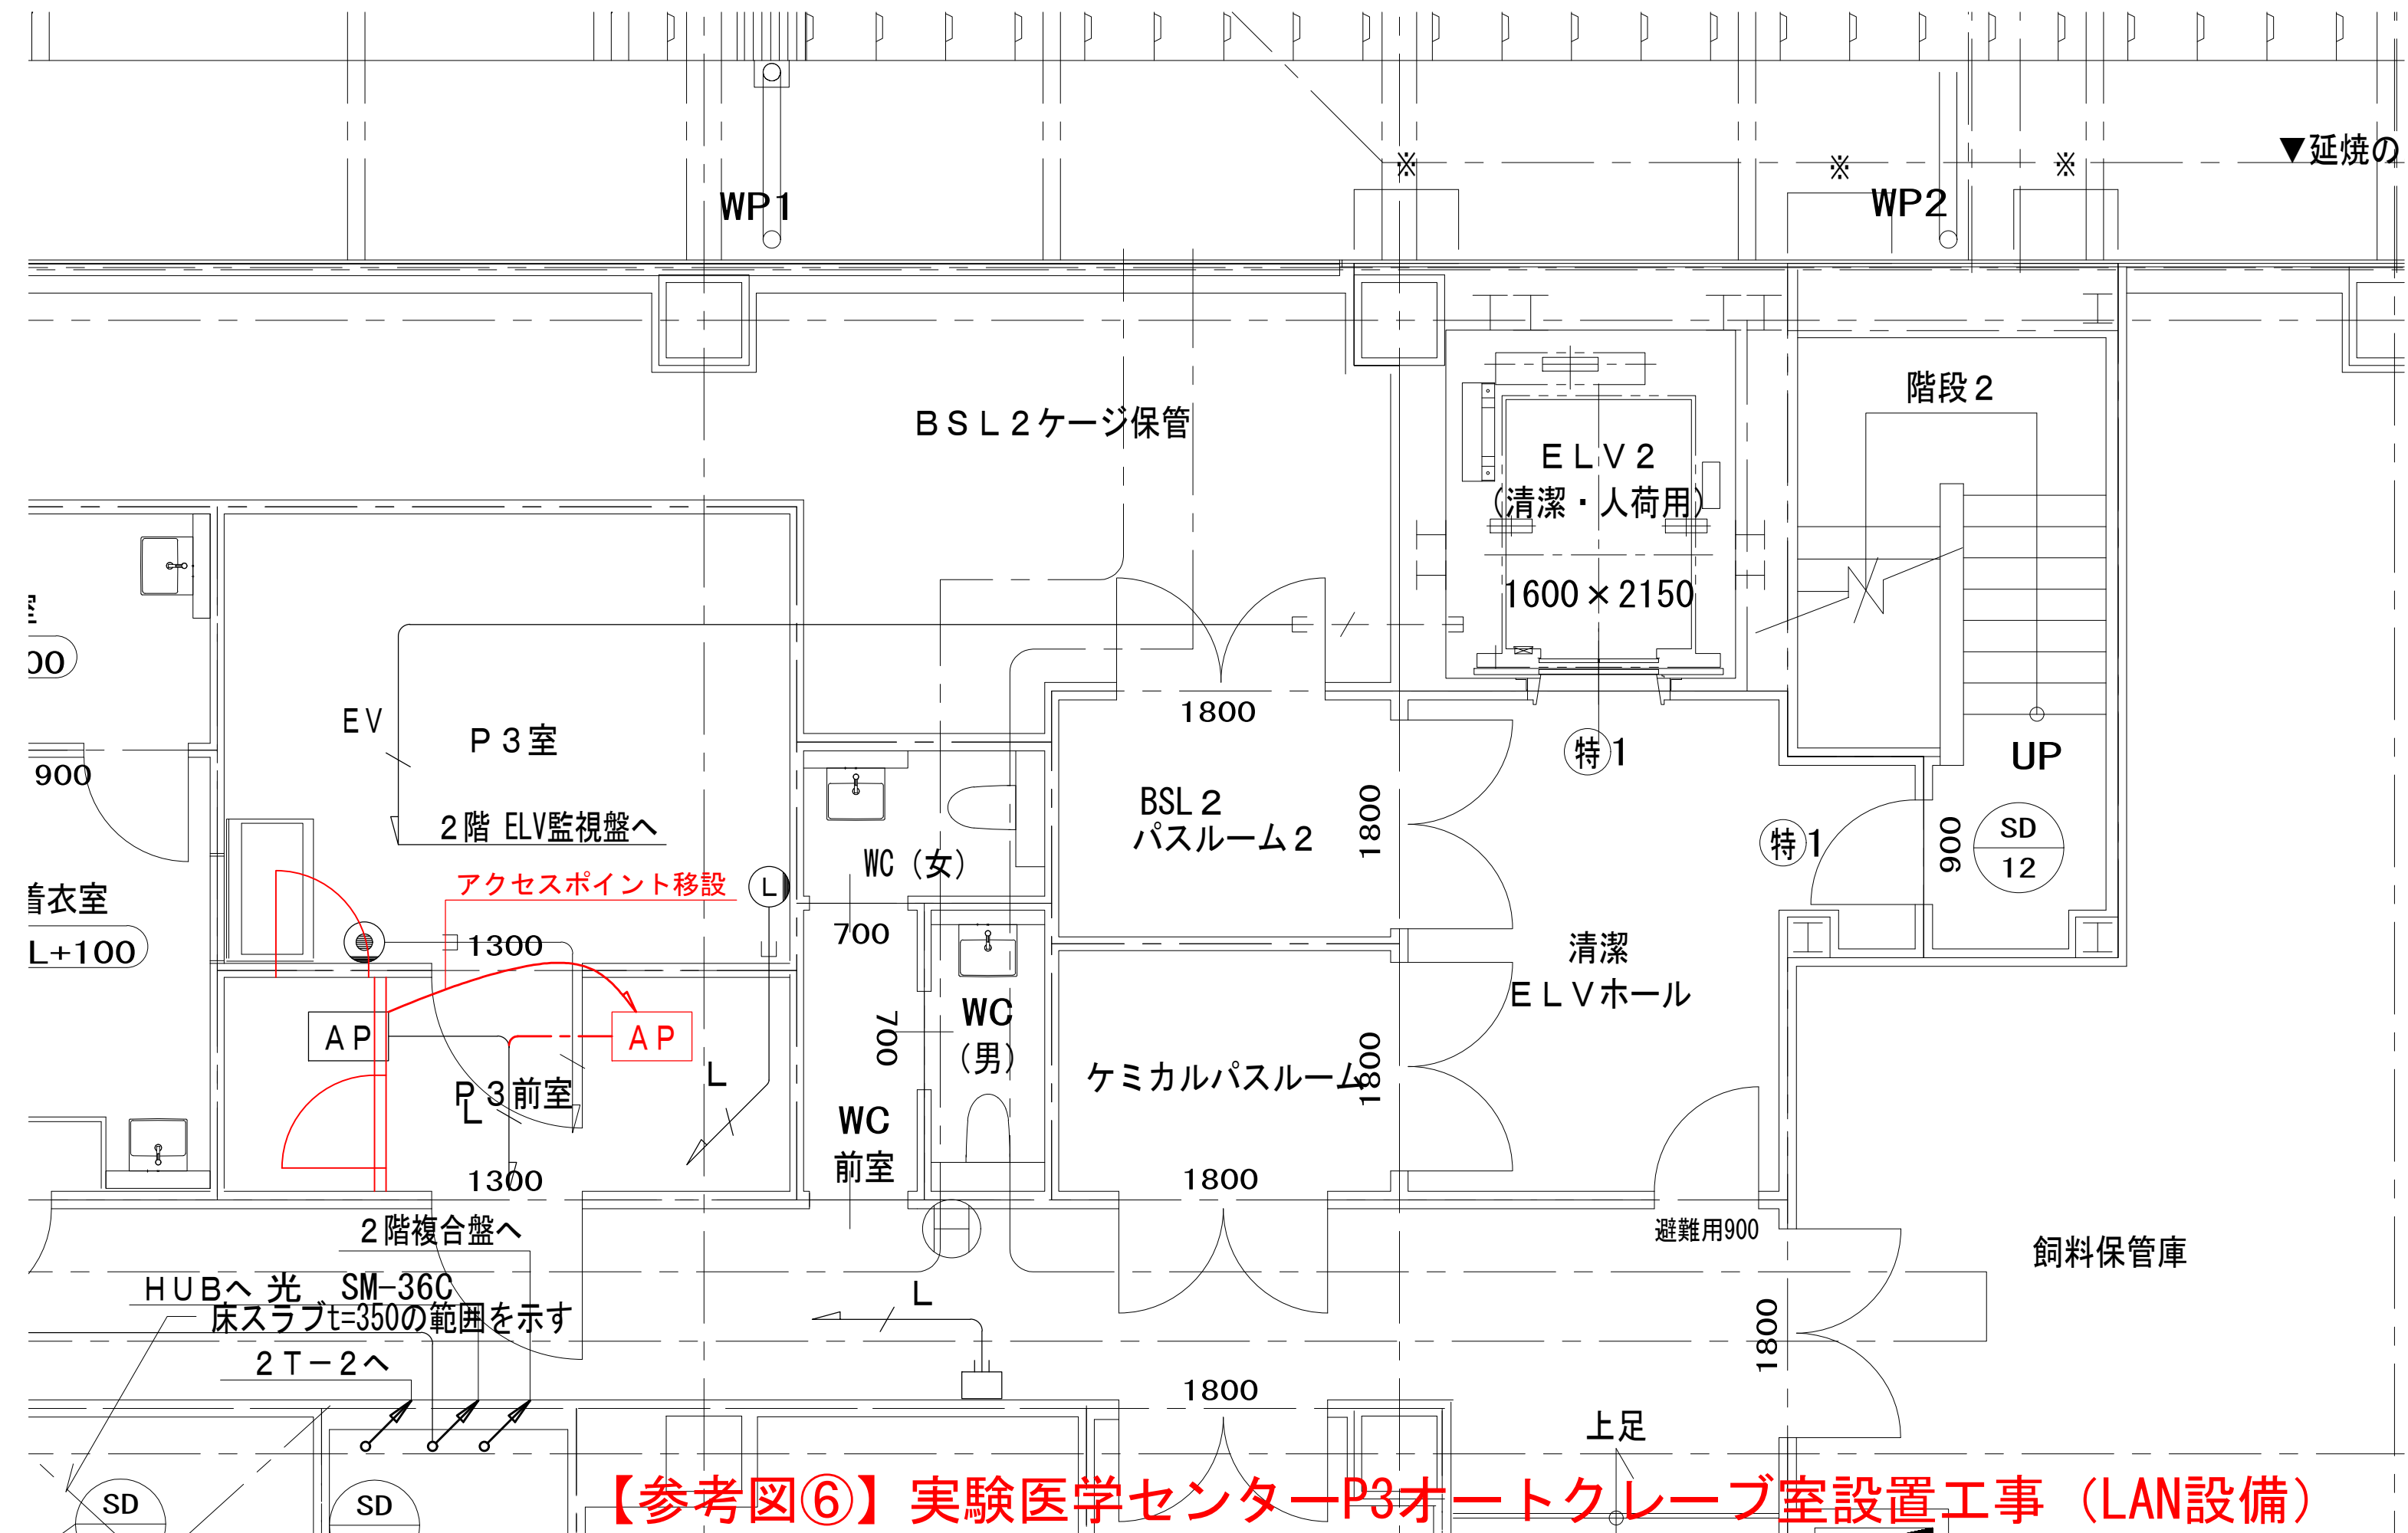 ▼延焼の
※
※
※
WP1
WP2
階段２
ＢＳＬ２ケージ保管
ＥＬＶ２
（清潔・人荷用）
1600×2150
室
00
ＥＶ
Ｐ３室
1800
特1
UP
900
BSL２
パスルーム２
1800
２階 ELV監視盤へ
WC（女）
特1
900
SD
12
アクセスポイント移設
L
着衣室
L+100
1300
700
清潔
ＥＬＶホール
ＡＰ
ＡＰ
WC
（男）
700
ケミカルパスルーム
1800
Ｐ３前室
L
L
WC
前室
1300
1800
２階複合盤へ
避難用900
飼料保管庫
ＨＵＢへ 光　SM-36C
床スラブt=350の範囲を示す
L
２Ｔ－２へ
1800
1800
上足
SD
SD
【参考図⑥】実験医学センターP3オートクレーブ室設置工事（LAN設備）